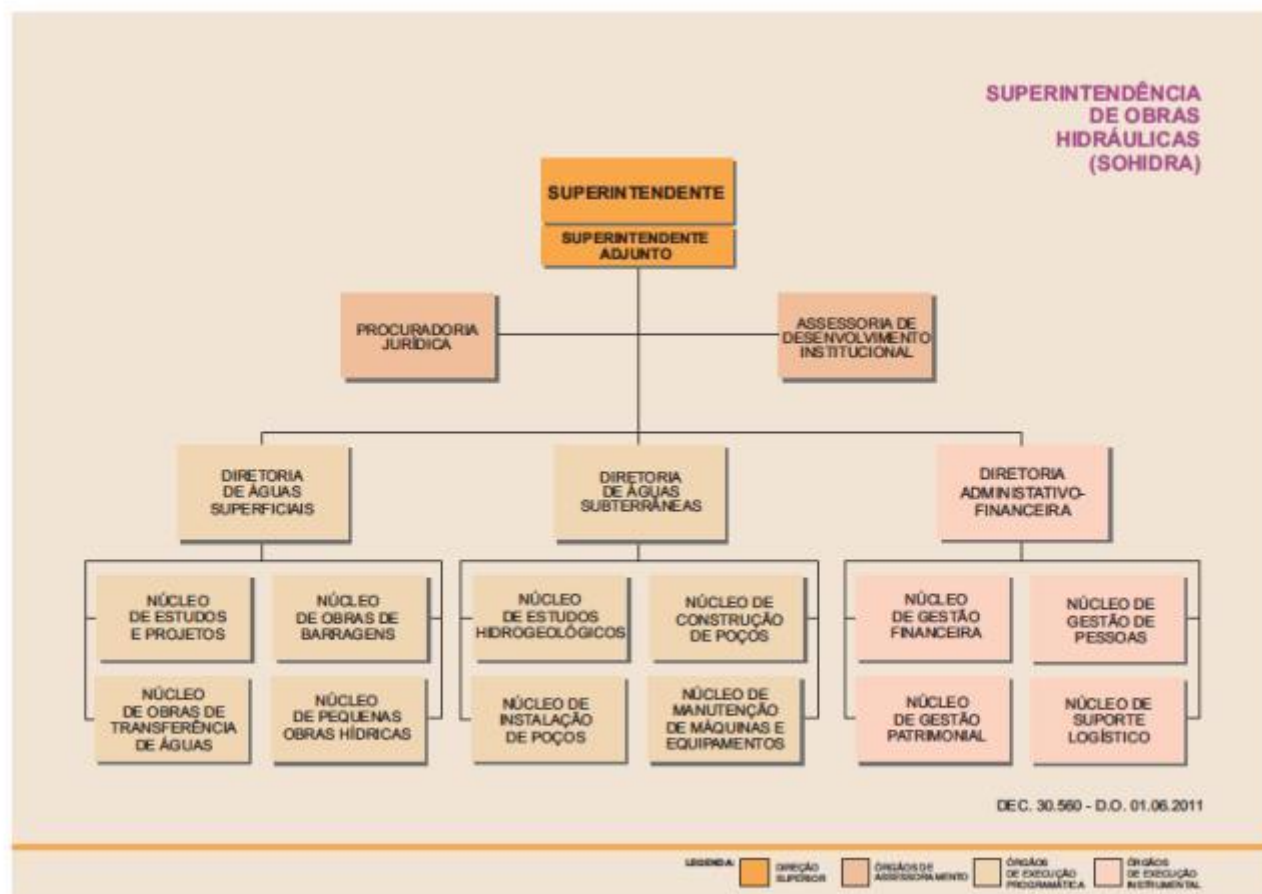 SUPERINTENDÊNCIA
DE OBRAS
HIDRÁULICAS
(SOHIDRA)
SUPERINTENDENTE
SUPERINTENDENTE
ADJUNTO
PROCURADORIA
JURÍDICA
ASSESSORIA DE
DESENVOLVIMENTO
INSTITUCIONAL
DIRETORIA
DE ÁGUAS
SUPERFICIAIS
DIRETORIA
DE ÁGUAS
SUBTERRÂNEAS
DIRETORIA
ADMINISTATIVO-
FINANCEIRA
NÚCLEO
DE ESTUDOS
E PROJETOS
NÚCLEO
DE OBRAS DE
BARRAGENS
NÚCLEO
DE ESTUDOS
HIDROGEOLÓGICOS
NÚCLEO DE
CONSTRUÇÃO
DE POÇOS
NÚCLEO
DE GESTÃO
FINANCEIRA
NÚCLEO DE
GESTÃO DE
PESSOAS
NÚCLEO
DE OBRAS DE
TRANSFERÊNCIA
DE ÁGUAS
NÚCLEO
DE PEQUENAS
OBRAS HÍDRICAS
NÚCLEO DE
INSTALAÇÃO
DE POÇOS
NÚCLEO DE
MANUTENÇÃO
DE MÁQUINAS E
EQUIPAMENTOS
NÚCLEO
DE GESTÃO
PATRIMONIAL
NÚCLEO DE
SUPORTE
LOGÍSTICO
DEC. 30.560 - D.O. 01.06.2011
LEGENDA:
DIREÇÃO
SUPERIOR
ÓRGÃOS DE
ASSESSORAMENTO
ÓRGÃOS
DE EXECUÇÃO
PROGRAMÁTICA
ÓRGÃOS
DE EXECUÇÃO
INSTRUMENTAL